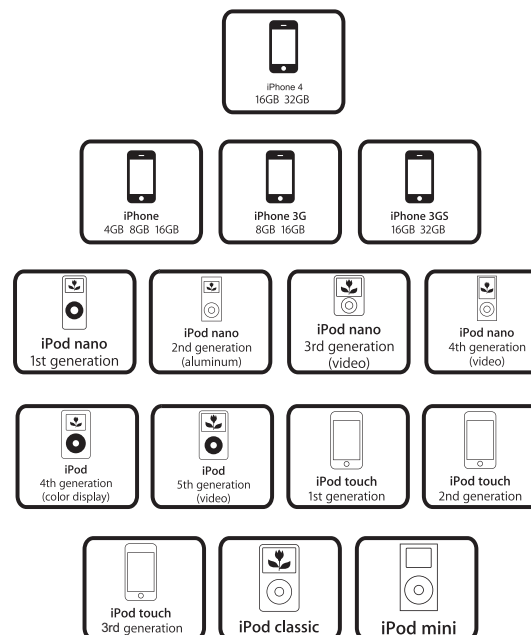 iPhone 4
16GB 32GB
iPhone
4GB 8GB 16GB
iPhone 3G
8GB 16GB
iPhone 3GS
16GB 32GB
iPod nano
1st generation
iPod nano
2nd generation
(aluminum)
iPod nano
3rd generation
(video)
iPod nano
4th generation
(video)
iPod
4th generation
(color display)
iPod
5th generation
(video)
iPod touch
1st generation
iPod touch
2nd generation
iPod touch
3rd generation
iPod classic
iPod mini